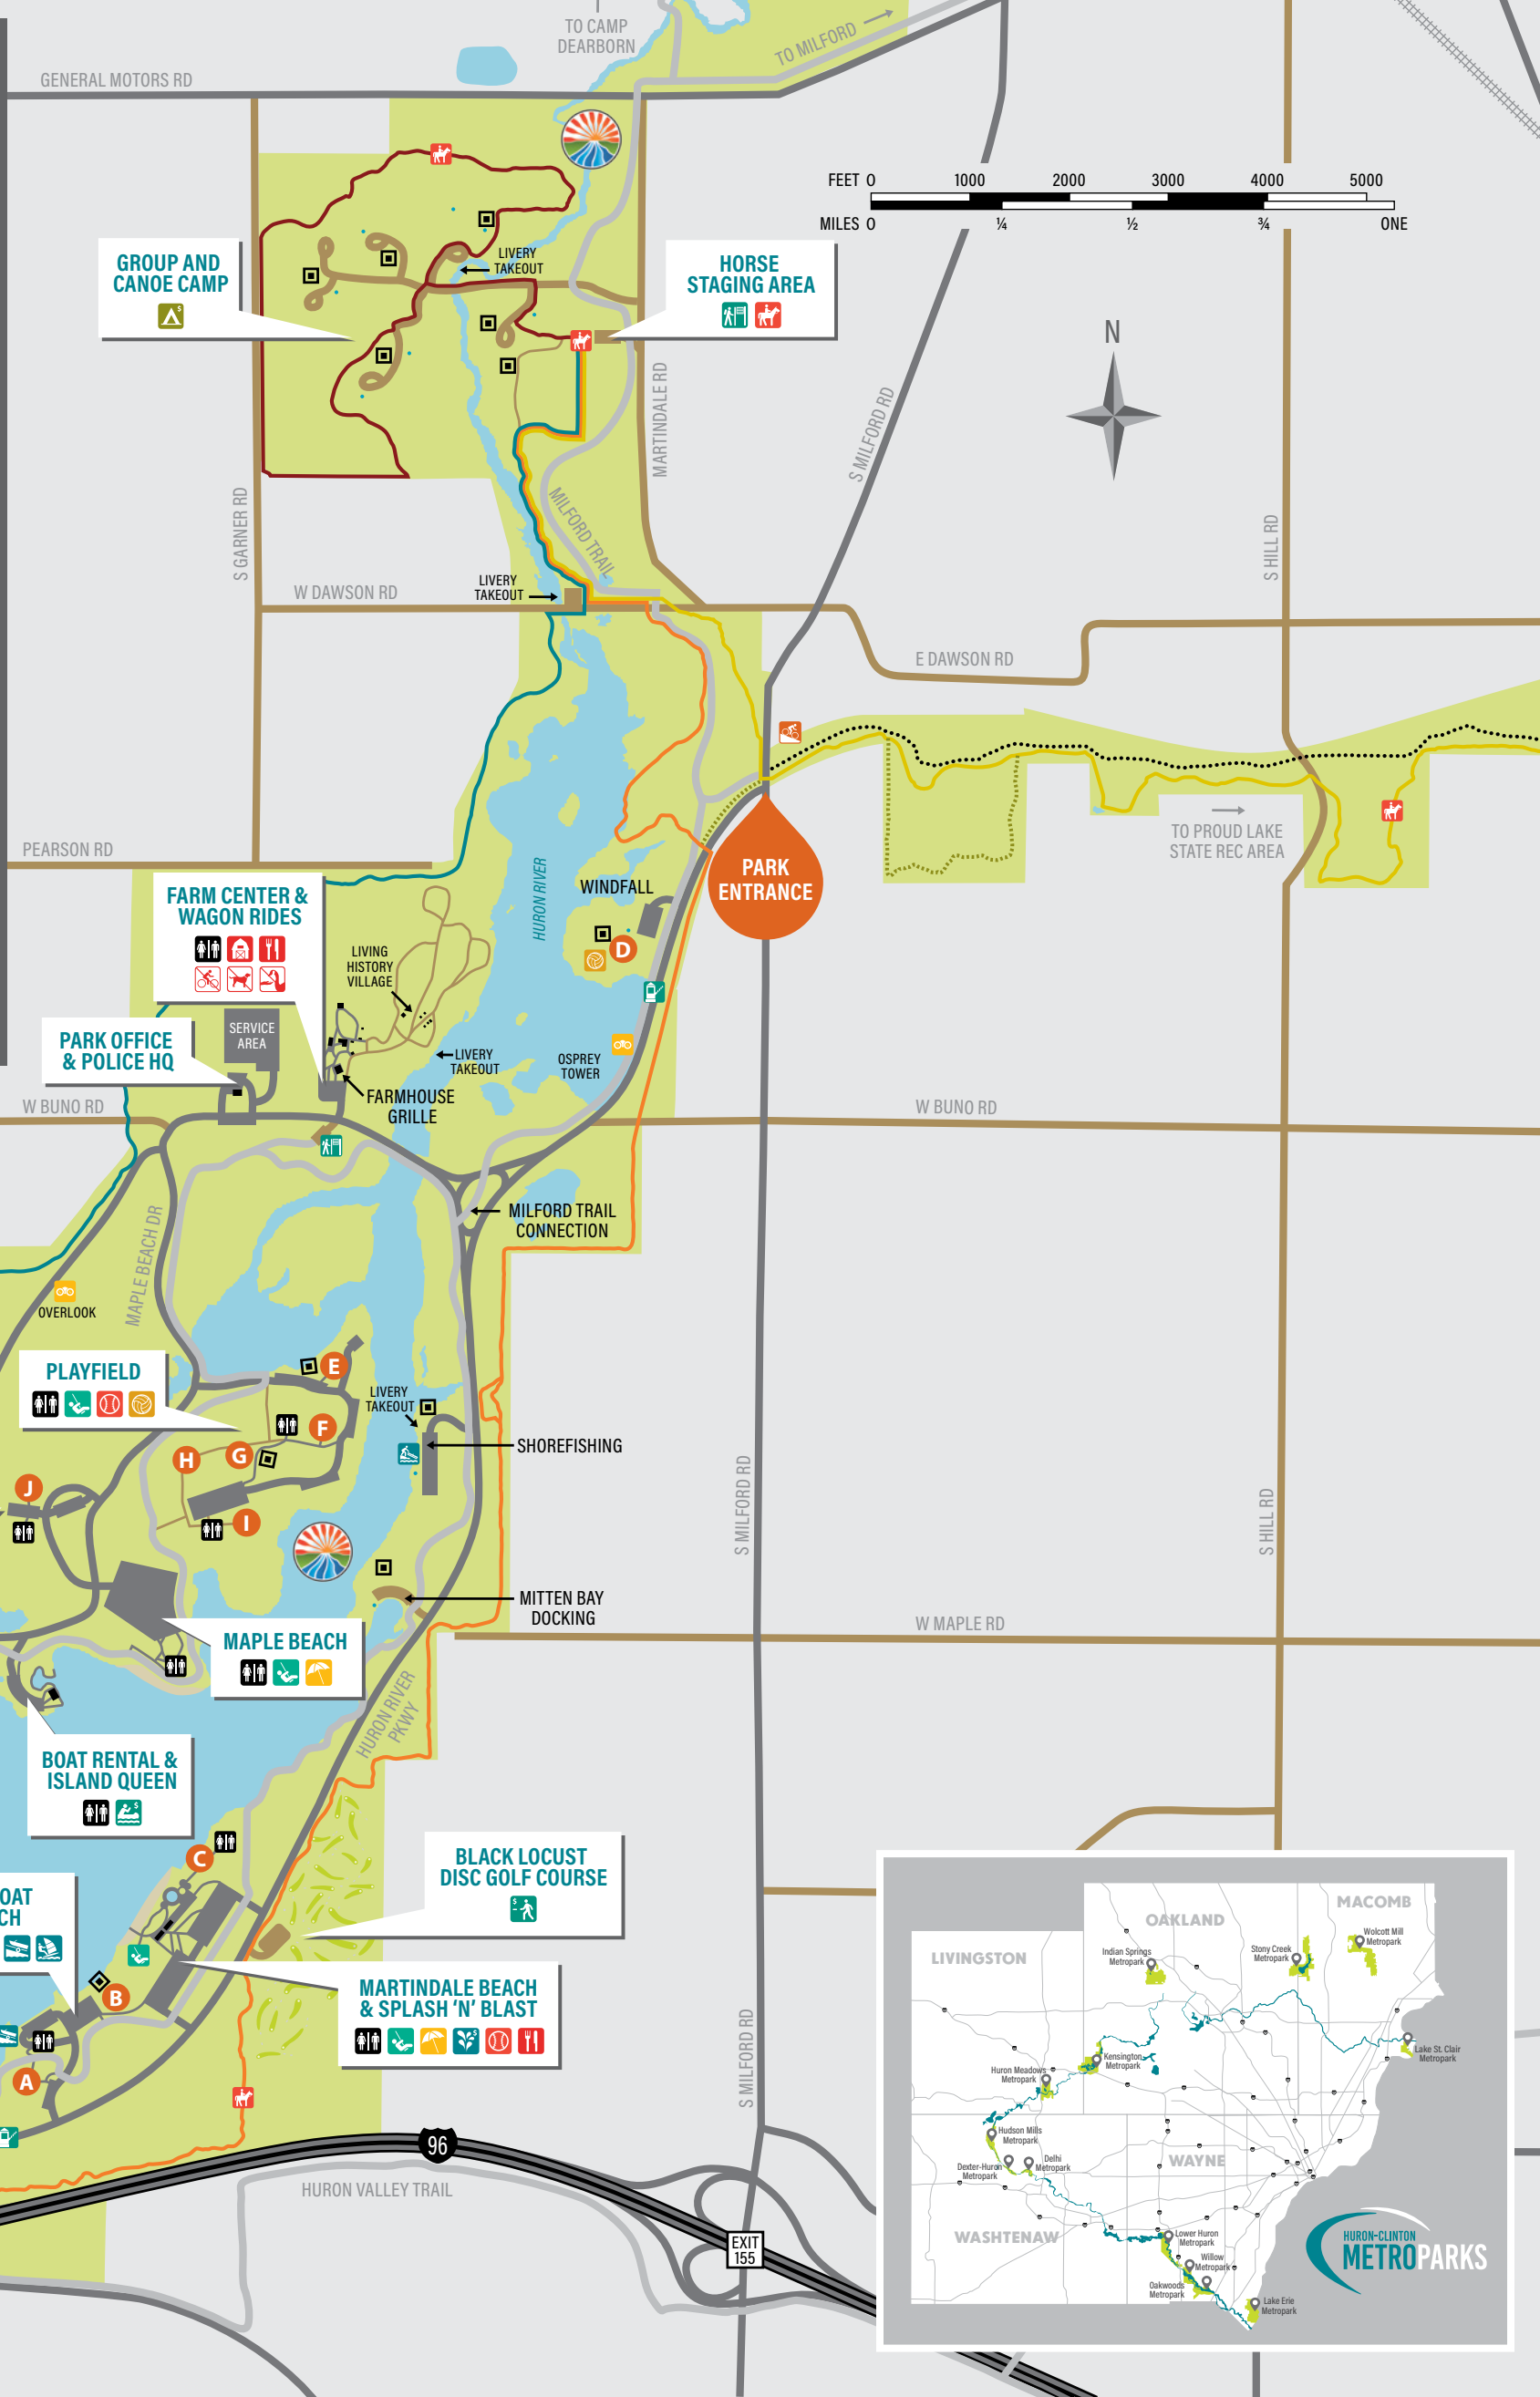 TO CAMP
DEARBORN
TO MILFORD
GENERAL MOTORS RD
FEET 0 1000 2000 3000 4000 5000
MILES 0 ¼ ½ ¾ ONE
GROUP AND
CANOE CAMP
$
LIVERY
TAKEOUT
HORSE
STAGING AREA
N
MARTINDALE RD
S MILFORD RD
S GARNER RD
MILFORD TRAIL
S HILL RD
W DAWSON RD
LIVERY
TAKEOUT
E DAWSON RD
TO PROUD LAKE
STATE REC AREA
PEARSON RD
PARK
ENTRANCE
HURON RIVER
WINDFALL
D
FARM CENTER &
WAGON RIDES
LIVING
HISTORY
VILLAGE
SERVICE
AREA
PARK OFFICE
& POLICE HQ
LIVERY
TAKEOUT
OSPREY
TOWER
FARMHOUSE
GRILLE
W BUNO RD
W BUNO RD
MILFORD TRAIL
CONNECTION
MAPLE BEACH DR
OVERLOOK
PLAYFIELD
E
LIVERY
TAKEOUT
F
G
H
SHOREFISHING
J
I
S MILFORD RD
S HILL RD
MITTEN BAY
DOCKING
W MAPLE RD
MAPLE BEACH
HURON RIVER
PKWY
BOAT RENTAL &
ISLAND QUEEN
$
C
BLACK LOCUST
DISC GOLF COURSE
$
OAT
CH
B
MARTINDALE BEACH
& SPLASH 'N' BLAST
A
S MILFORD RD
96
HURON VALLEY TRAIL
EXIT
155
MACOMB
OAKLAND
LIVINGSTON
Wolcott Mill
Metropark
Indian Springs
Metropark
Stony Creek
Metropark
Kensington
Metropark
Huron Meadows
Metropark
Lake St. Clair
Metropark
Hudson Mills
Metropark
Dexter-Huron
Metropark
Delhi
Metropark
WAYNE
WASHTENAW
Lower Huron
Metropark
Willow
Metropark
Oakwoods
Metropark
Lake Erie
Metropark
HURON-CLINTON
METROPARKS